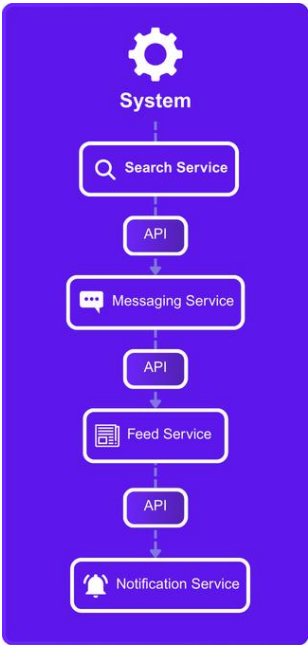 System
Search Service
API
Messaging Service
API
Feed Service
API
Notification Service